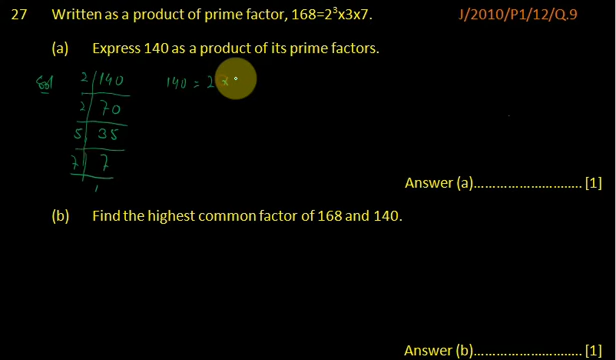 27 Written as a product of prime factor, 168=2³x3x7. J/2010/P1/12/Q.9
(a) Express 140 as a product of its prime factors.
Sol 2 140 140 = 2 x
2 70
5 35
7 7
1
Answer (a)................................ [1]
(b) Find the highest common factor of 168 and 140.
Answer (b)................................ [1]